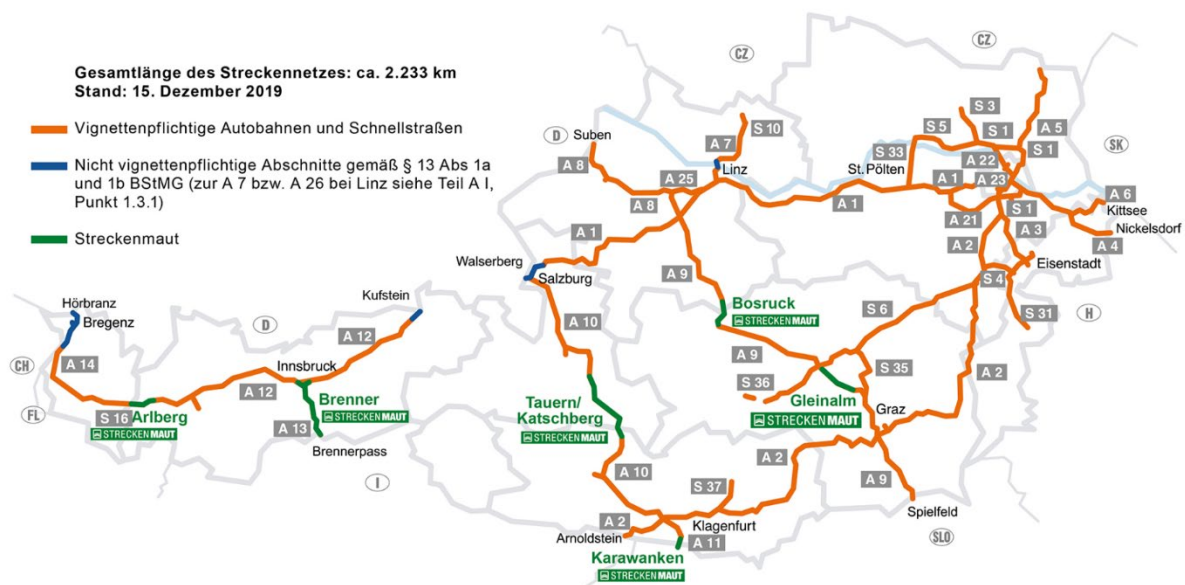 Gesamtlänge des Streckennetzes: ca. 2.233 km
Stand: 15. Dezember 2019
Vignettenpflichtige Autobahnen und Schnellstraßen
Nicht vignettenpflichtige Abschnitte gemäß § 13 Abs 1a
und 1b BStMG (zur A 7 bzw. A 26 bei Linz siehe Teil A I,
Punkt 1.3.1)
Streckenmaut
CZ
CZ
D
Suben
A 8
A 7
S 10
Linz
A 25
A 8
A 1
S 3
S 5
S 1
A 5
S 33
A 22
S 1
SK
St. Pölten
A 1
A 23
A 1
A 21
S 1
A 6
Kittsee
Nickelsdorf
A 4
A 3
A 2
Eisenstadt
S 4
S 31
H
Walserberg
Salzburg
A 9
Bosruck
STRECKENMAUT
S 6
A 10
A 9
S 35
S 36
Gleinalm
STRECKENMAUT
A 2
Graz
Hörbranz
Bregenz
D
Kufstein
A 12
CH
A 14
Innsbruck
A 12
FL
S 16
Arlberg
STRECKENMAUT
Brenner
STRECKENMAUT
A 13
Brennerpass
I
Tauern/
Katschberg
STRECKENMAUT
A 10
A 2
S 37
A 9
Spielfeld
SLO
A 2
Arnoldstein
Klagenfurt
A 11
Karawanken
STRECKENMAUT